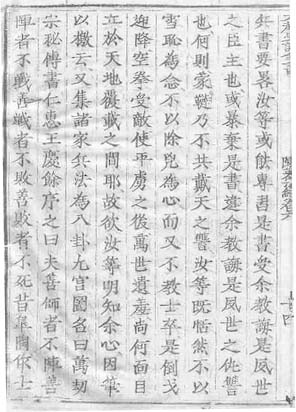 兵書要畧汝等或能專習是書受余教誨是夙世
之臣主也或暴棄是書違余教誨是夙世之仇讐
也何則蒙韃乃不共戴天之讐汝等既恬然不以
雪恥為念不以除兇為心而又不教士卒是倒戈
迎降空拳受敵使平虜之後萬世遺羞尚何面目
立於天地覆載之間耶故欲汝等明知余心因筆
以檄云又集諸家兵法為八卦九宮圖名曰萬刼
宗秘傳書仁惠王慶餘序之曰夫善師者不陣善
陣者不戰善戰者不敗善敗者不死昔皐陶作士